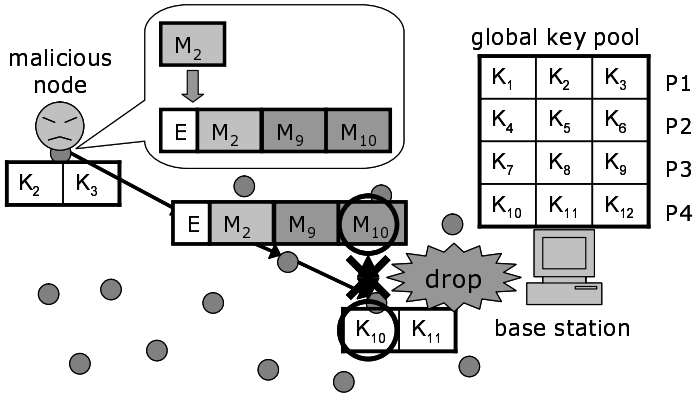 malicious
node
M2
E M2 M9 M10
K2 K3
global key pool
K1 K2 K3 P1
K4 K5 K6 P2
K7 K8 K9 P3
K10 K11 K12 P4
E M2 M9 M10
drop
K10 K11
base station